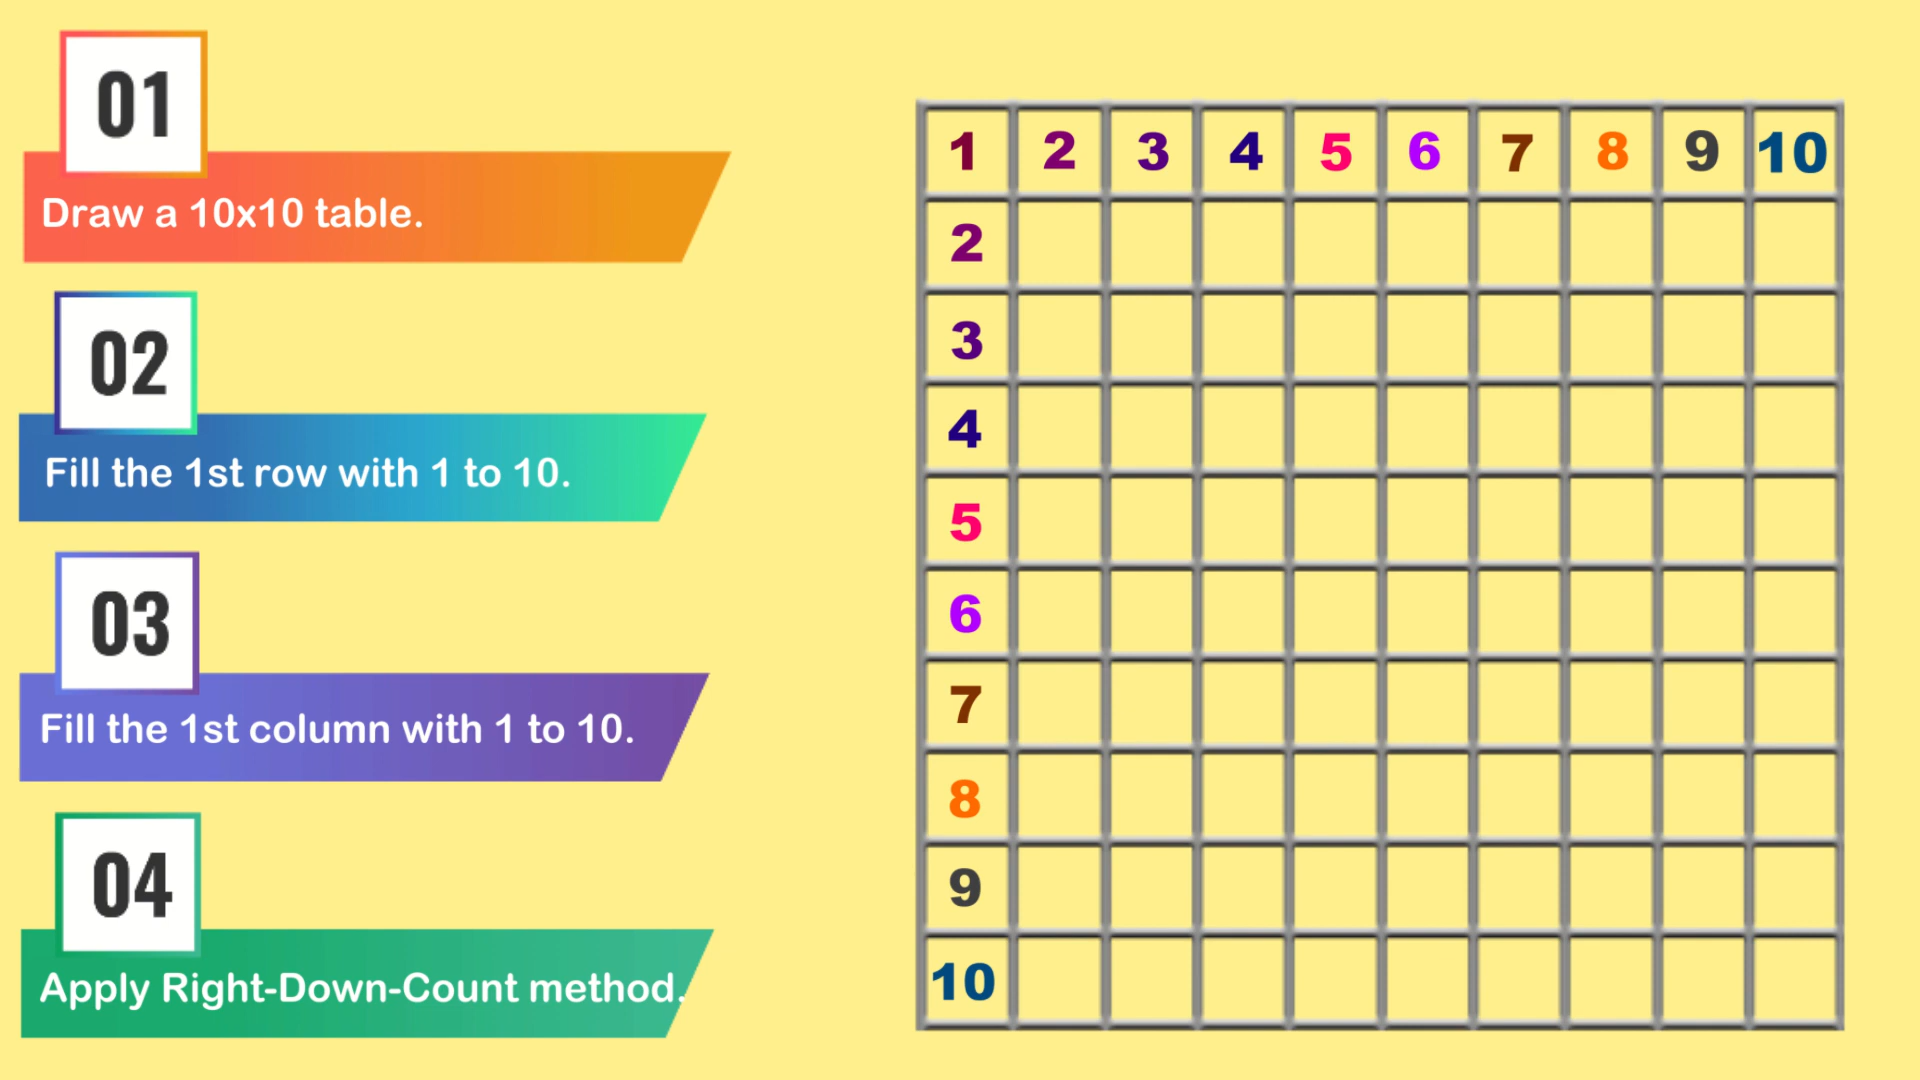 01
Draw a 10x10 table.
02
Fill the 1st row with 1 to 10.
03
Fill the 1st column with 1 to 10.
04
Apply Right-Down-Count method.
1 2 3 4 5 6 7 8 9 10
2
3
4
5
6
7
8
9
10